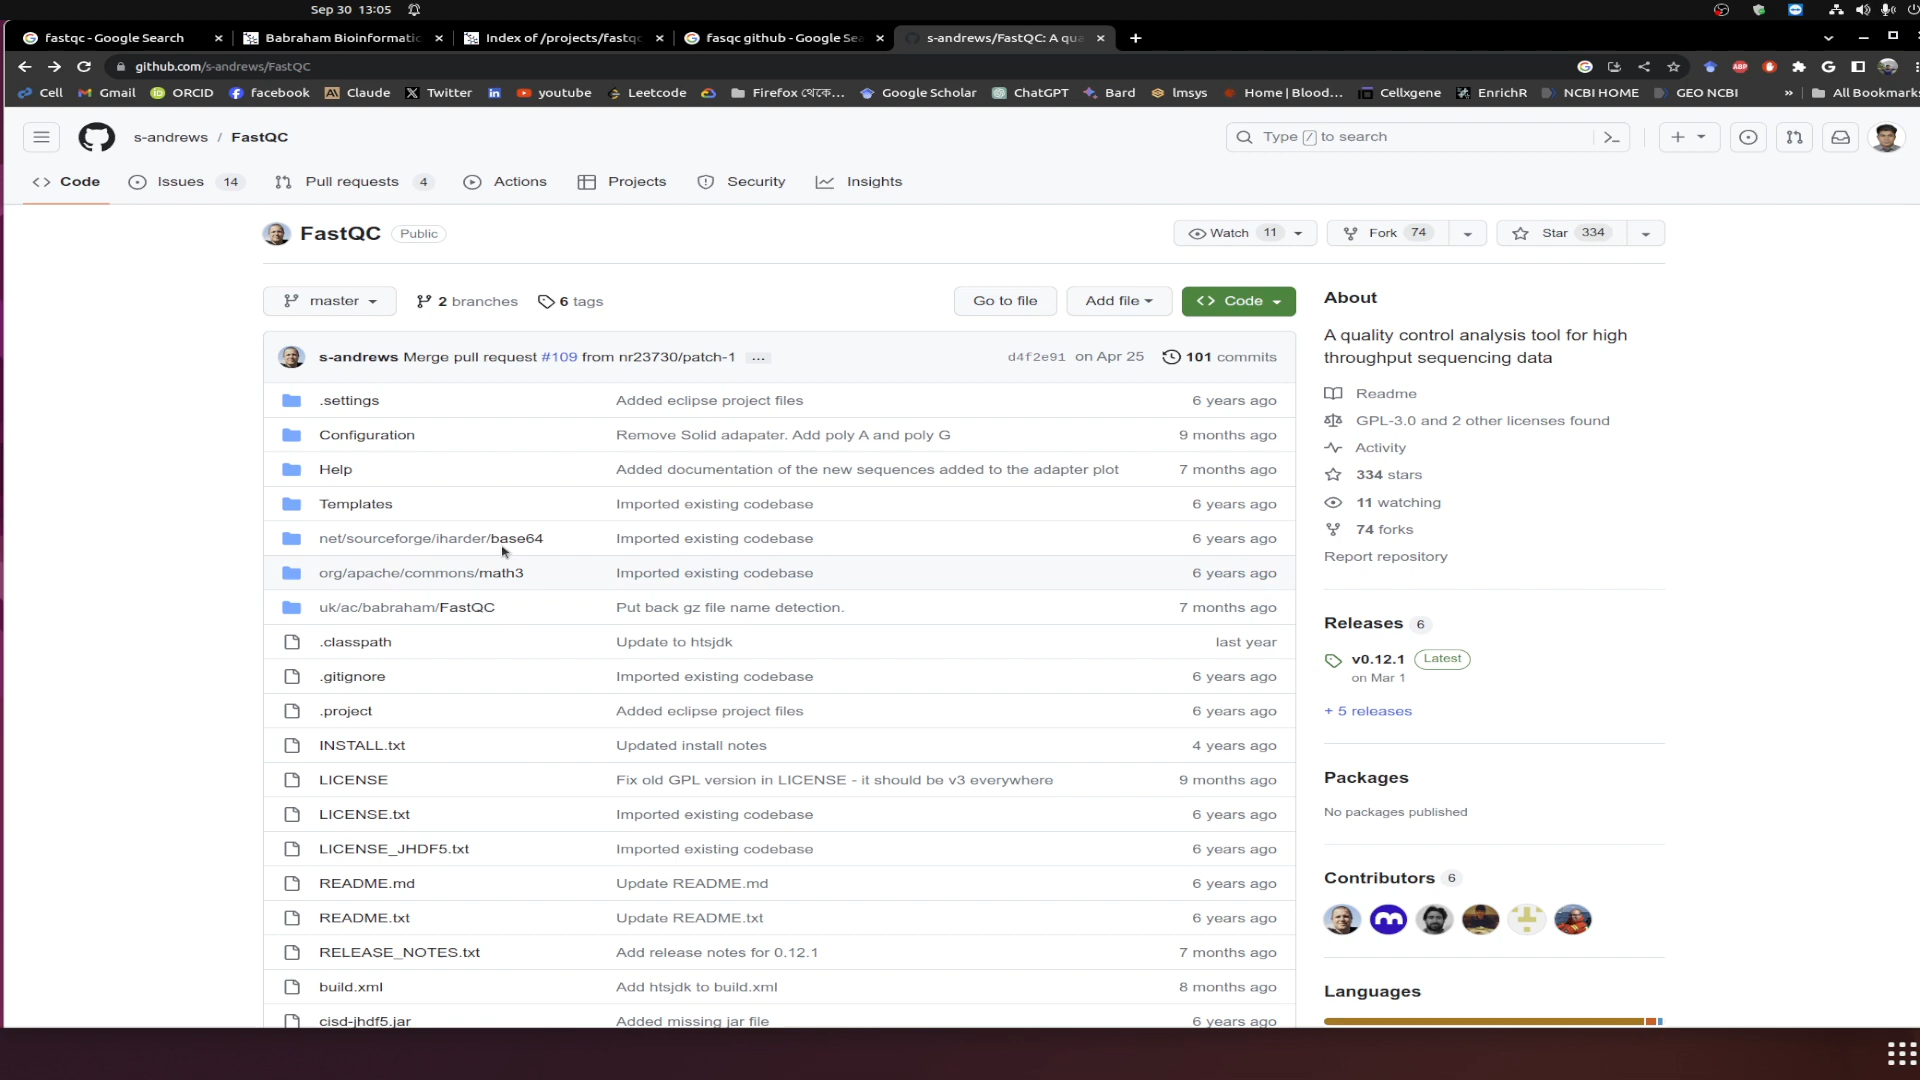 Sep 30 13:05
fastqc - Google Search
Babraham Bioinformatic
Index of /projects/fastqc
fasqc github - Google Sea
s-andrews/FastQC: A qua
github.com/s-andrews/FastQC
Cell Gmail ORCID facebook Claude Twitter youtube Leetcode Firefox থেকে... Google Scholar ChatGPT Bard lmsys Home | Blood... Cellxgene EnrichR NCBI HOME GEO NCBI » All Bookmarks
s-andrews / FastQC
Type / to search
Code
Issues 14
Pull requests 4
Actions
Projects
Security
Insights
FastQC Public
Watch 11
Fork 74
Star 334
master
2 branches
6 tags
Go to file
Add file
<> Code
s-andrews Merge pull request #109 from nr23730/patch-1 ... d4f2e91 on Apr 25 101 commits
.settings Added eclipse project files 6 years ago
Configuration Remove Solid adapater. Add poly A and poly G 9 months ago
Help Added documentation of the new sequences added to the adapter plot 7 months ago
Templates Imported existing codebase 6 years ago
net/sourceforge/iharder/base64 Imported existing codebase 6 years ago
org/apache/commons/math3 Imported existing codebase 6 years ago
uk/ac/babraham/FastQC Put back gz file name detection. 7 months ago
.classpath Update to htsjdk last year
.gitignore Imported existing codebase 6 years ago
.project Added eclipse project files 6 years ago
INSTALL.txt Updated install notes 4 years ago
LICENSE Fix old GPL version in LICENSE - it should be v3 everywhere 9 months ago
LICENSE.txt Imported existing codebase 6 years ago
LICENSE_JHDF5.txt Imported existing codebase 6 years ago
README.md Update README.md 6 years ago
README.txt Update README.txt 6 years ago
RELEASE_NOTES.txt Add release notes for 0.12.1 7 months ago
build.xml Add htsjdk to build.xml 8 months ago
cisd-jhdf5.jar Added missing jar file 6 years ago
About
A quality control analysis tool for high
throughput sequencing data
Readme
GPL-3.0 and 2 other licenses found
Activity
334 stars
11 watching
74 forks
Report repository
Releases 6
v0.12.1 Latest
on Mar 1
+ 5 releases
Packages
No packages published
Contributors 6
Languages